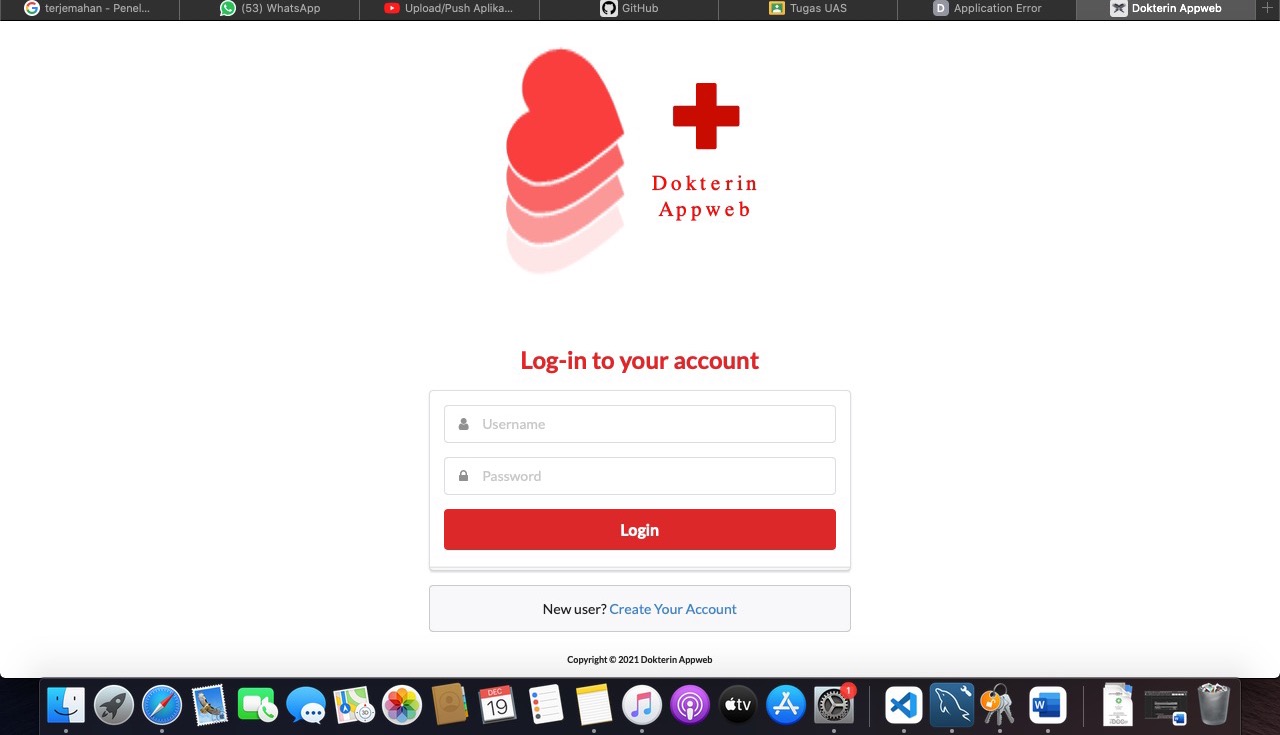 terjemahan - Penel...
(53) WhatsApp
Upload/Push Aplika...
GitHub
Tugas UAS
D
Application Error
Dokterin Appweb
Dokterin
Appweb
Log-in to your account
Username
Password
Login
New user? Create Your Account
Copyright © 2021 Dokterin Appweb
DEC
19
tv
1
W